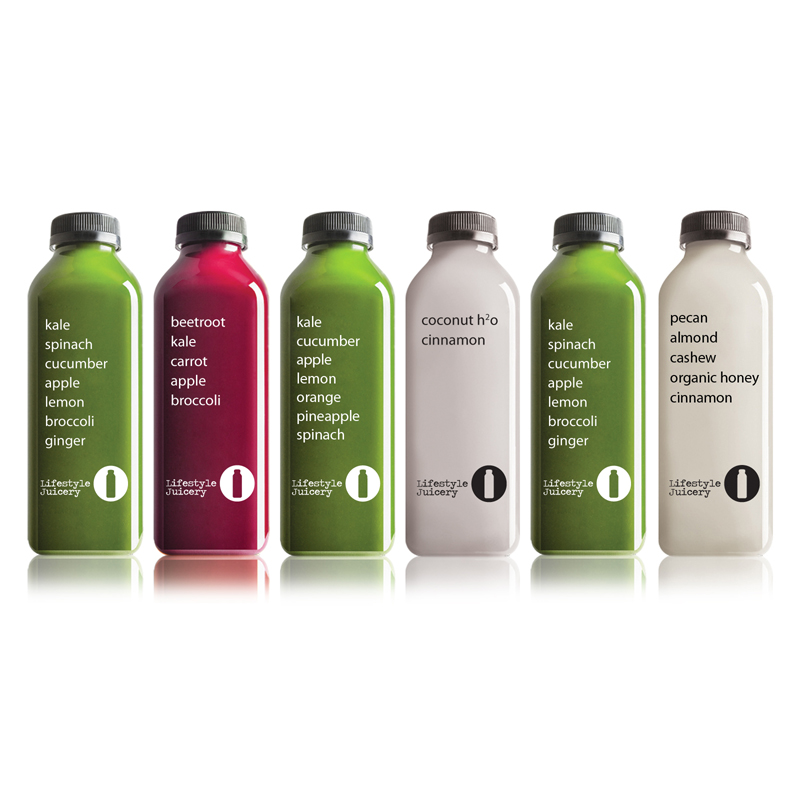 kale
spinach
cucumber
apple
lemon
broccoli
ginger
Lifestyle
Juicery
beetroot
kale
carrot
apple
broccoli
Lifestyle
Juicery
kale
cucumber
apple
lemon
orange
pineapple
spinach
Lifestyle
Juicery
coconut h²o
cinnamon
Lifestyle
Juicery
kale
spinach
cucumber
apple
lemon
broccoli
ginger
Lifestyle
Juicery
pecan
almond
cashew
organic honey
cinnamon
Lifestyle
Juicery